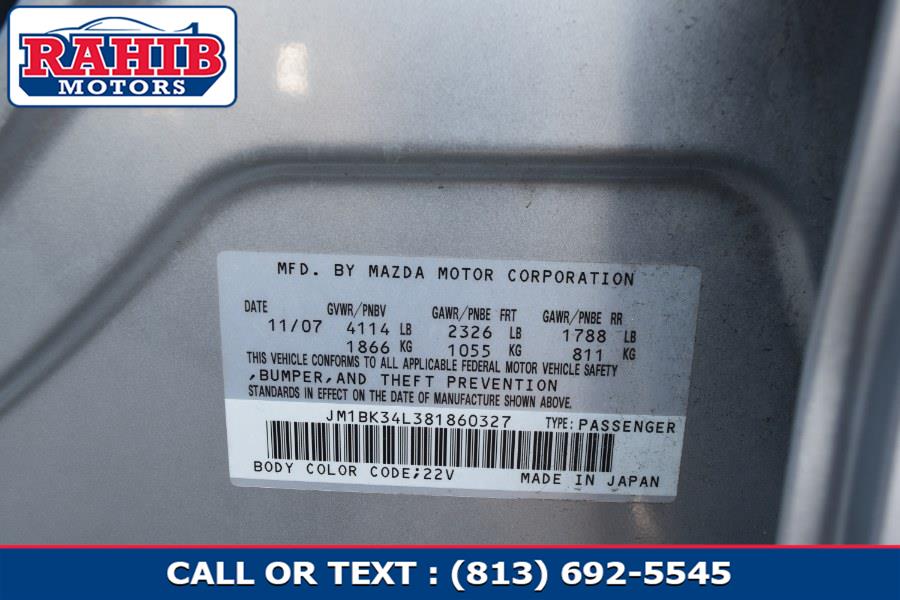 RAHIB
MOTORS
MFD. BY MAZDA MOTOR CORPORATION
DATE GVWR/PNBV GAWR/PNBE FRT GAWR/PNBE RR
11/07 4114 LB 2326 LB 1788 LB
1866 KG 1055 KG 811 KG
THIS VEHICLE CONFORMS TO ALL APPLICABLE FEDERAL MOTOR VEHICLE SAFETY
,BUMPER,AND THEFT PREVENTION
STANDARDS IN EFFECT ON THE DATE OF MANUFACTURE SHOWN ABOVE.
JM1BK34L381860327 TYPE:PASSENGER
BODY COLOR CODE;22V MADE IN JAPAN
CALL OR TEXT : (813) 692-5545